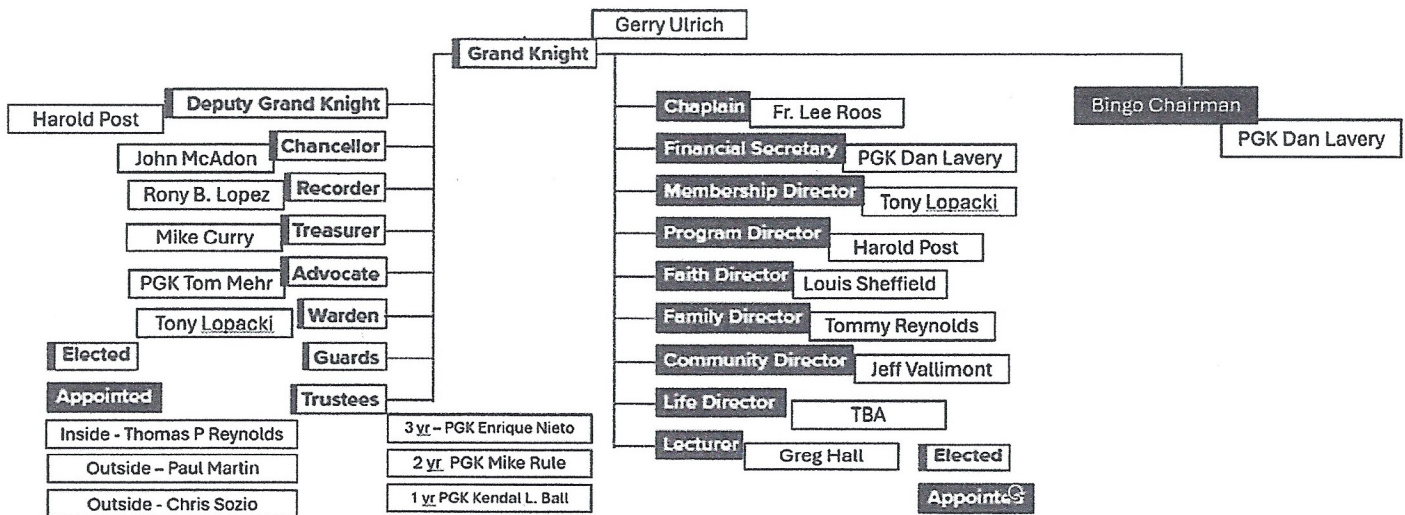 Gerry Ulrich
Grand Knight
Deputy Grand Knight
Harold Post
Chancellor
John McAdon
Recorder
Rony B. Lopez
Treasurer
Mike Curry
Advocate
PGK Tom Mehr
Warden
Tony Lopacki
Guards
Elected
Appointed
Inside - Thomas P Reynolds
Outside – Paul Martin
Outside - Chris Sozio
Trustees
3 yr – PGK Enrique Nieto
2 yr PGK Mike Rule
1 yr PGK Kendal L. Ball
Chaplain
Fr. Lee Roos
Financial Secretary
PGK Dan Lavery
Membership Director
Tony Lopacki
Program Director
Harold Post
Faith Director
Louis Sheffield
Family Director
Tommy Reynolds
Community Director
Jeff Vallimont
Life Director
TBA
Lecturer
Greg Hall
Elected
Appointed
Bingo Chairman
PGK Dan Lavery